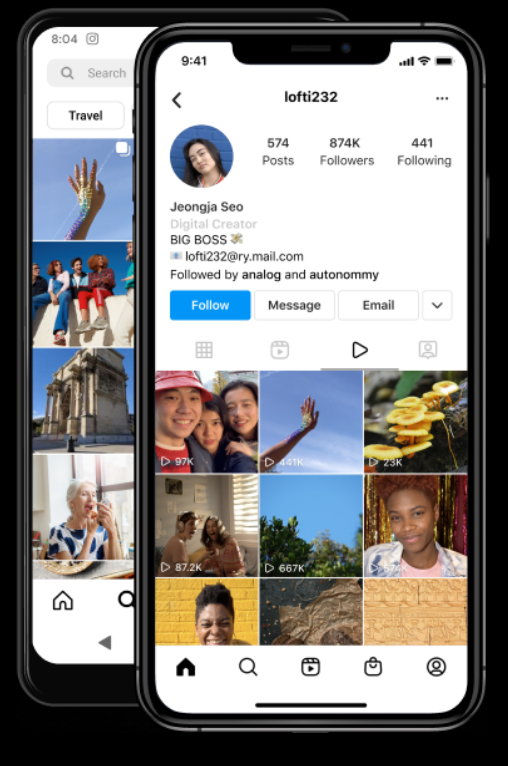 8:04
Search
Travel
9:41
lofti232
574
874K
441
Posts
Followers
Following
Jeongja Seo
Digital Creator
BIG BOSS 💸
📧 lofti232@ry.mail.com
Followed by analog and autonommy
Follow
Message
Email
97K
441K
23K
87.2K
667K